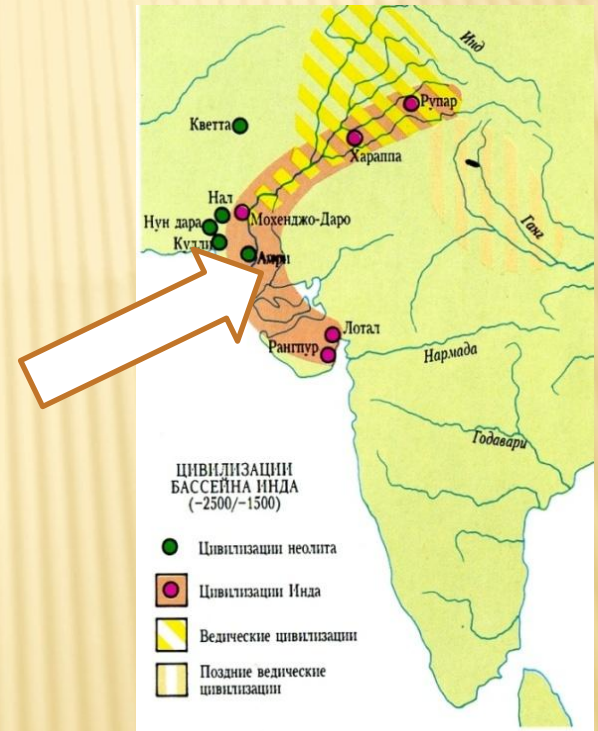 Инд
Рупар
Кветта
Хараппа
Нал
Мохенджо-Даро
Нун дара
Кулли
Ганг
Лотал
Рангпур
Нармада
Годавари
ЦИВИЛИЗАЦИИ
БАССЕЙНА ИНДА
(−2500/−1500)
Цивилизации неолита
Цивилизации Инда
Ведические цивилизации
Поздние ведические
цивилизации